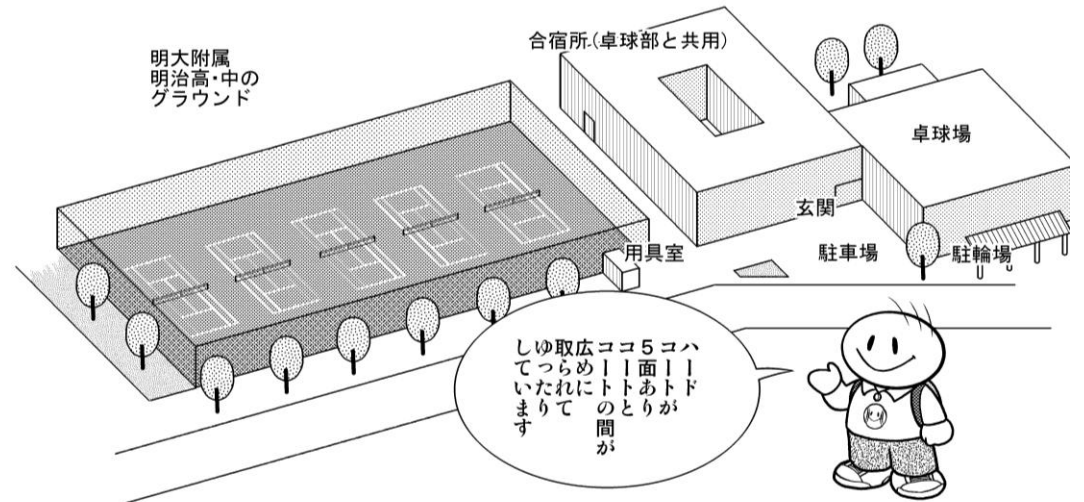 明大附属
明治高・中の
グラウンド
合宿所(卓球部と共用)
卓球場
玄関
用具室
駐車場
駐輪場
ハード
コートが
5面あり
コートと
コートの間が
広めに
取られて
ゆったり
しています